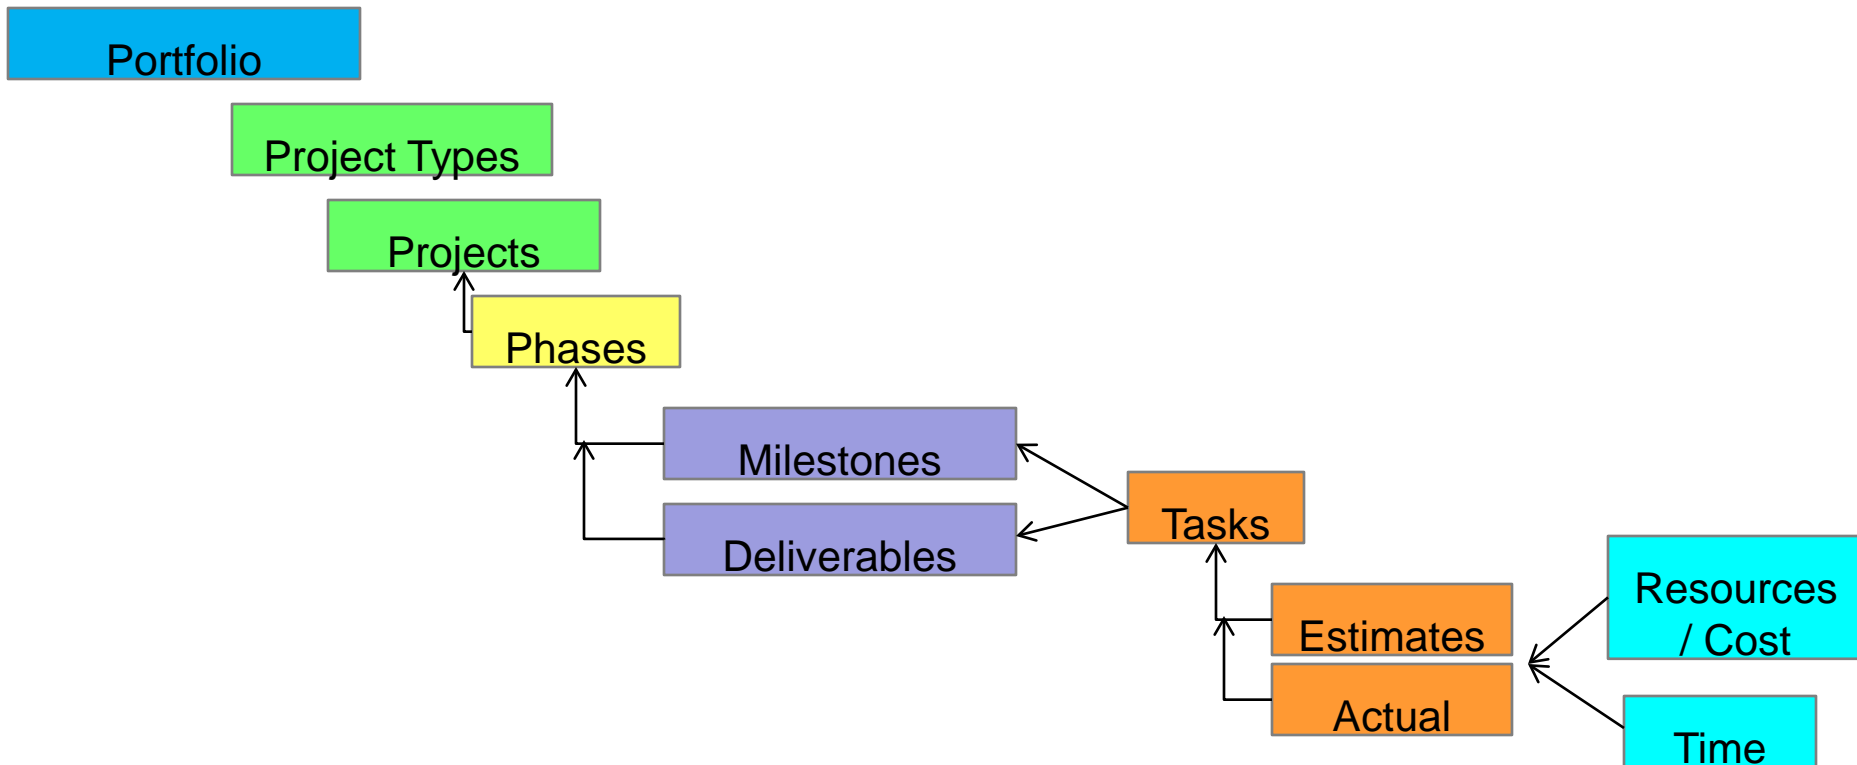 Portfolio
Project Types
Projects
Phases
Milestones
Deliverables
Tasks
Estimates
Actual
Resources
/ Cost
Time